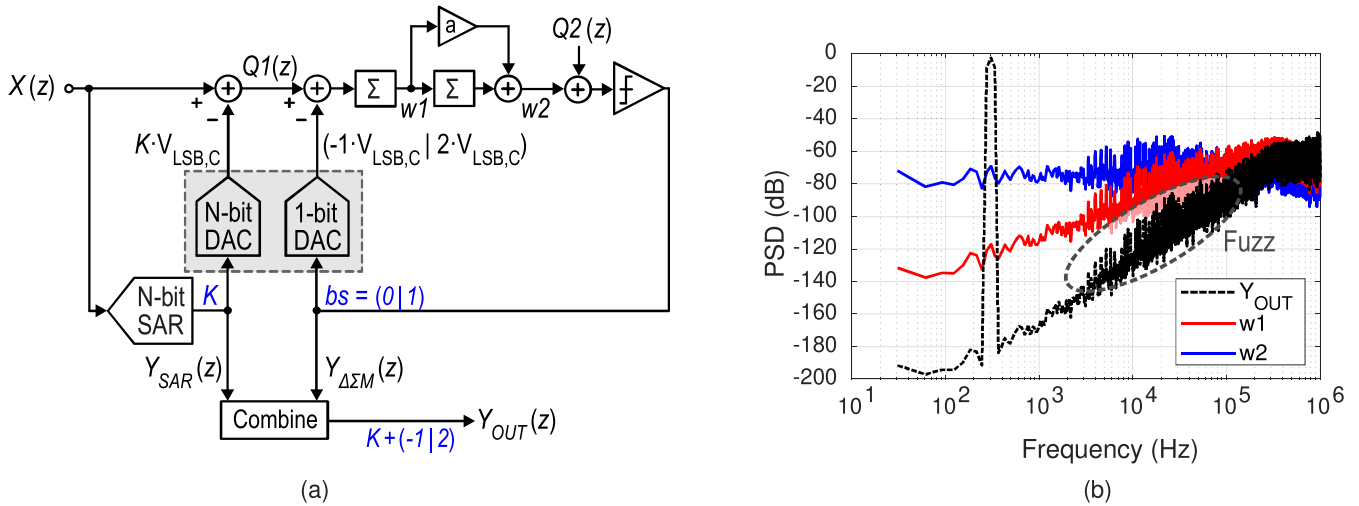 X(z)
+
−
+
Q1(z)
+
−
+
Σ
w1
a
Σ
+
w2
Q2(z)
+
K·V_LSB,C
(-1·V_LSB,C | 2·V_LSB,C)
N-bit
DAC
1-bit
DAC
N-bit
SAR
K
bs = (0|1)
Y_SAR(z)
Y_ΔΣM(z)
Combine
K+(-1|2)
Y_OUT(z)
(a)
PSD (dB)
0
-20
-40
-60
-80
-100
-120
-140
-160
-180
-200
Fuzz
Y_OUT
w1
w2
10^1
10^2
10^3
10^4
10^5
10^6
Frequency (Hz)
(b)